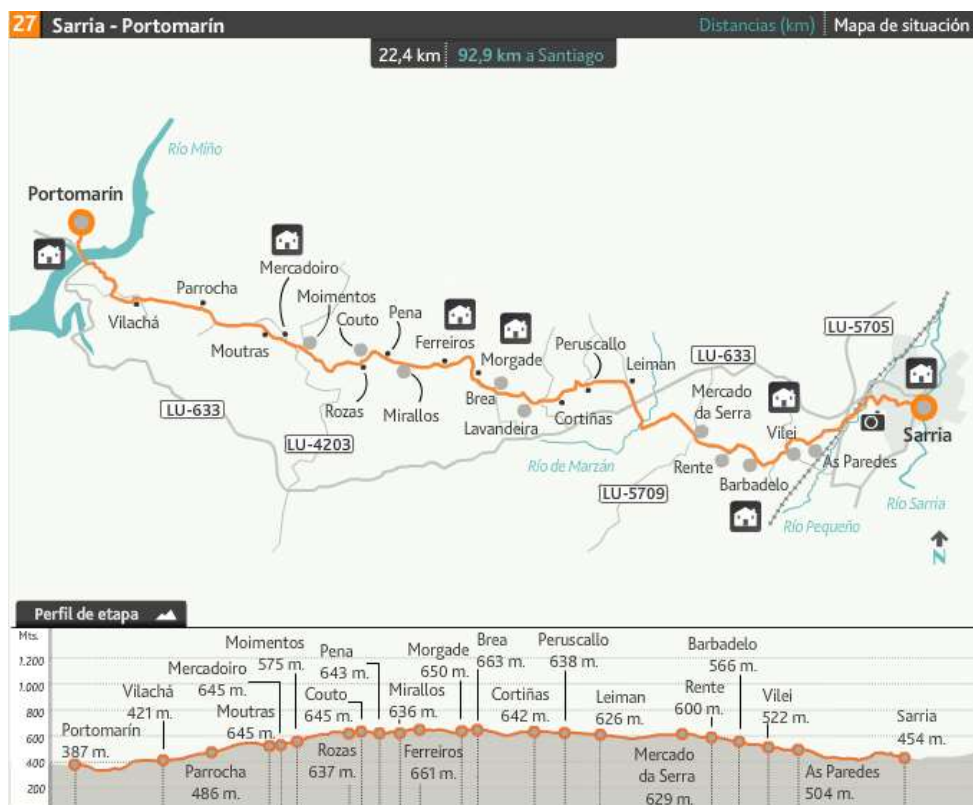 27 Sarria - Portomarín
Distancias (km) Mapa de situación
22,4 km 92,9 km a Santiago
Río Miño
Portomarín
Mercadoiro
Parrocha
Moimentos
Vilachá
Couto
Pena
Moutras
Ferreiros
Morgade
Peruscallo
LU-5705
LU-633
Leiman
Mercado
da Serra
Rozas
Mirallos
Brea
Lavandeira
Cortiñas
Vilei
Sarria
LU-633
LU-4203
Río de Marzán
Rente
Barbadelo
As Paredes
LU-5709
Río Pequeño
Río Sarria
N
Perfil de etapa
Mts.
1.200
1.000
800
600
400
200
Portomarín
387 m.
Vilachá
421 m.
Parrocha
486 m.
Moutras
645 m.
Mercadoiro
645 m.
Moimentos
575 m.
Rozas
637 m.
Couto
645 m.
Pena
643 m.
Mirallos
636 m.
Ferreiros
661 m.
Morgade
650 m.
Brea
663 m.
Cortiñas
642 m.
Peruscallo
638 m.
Leiman
626 m.
Mercado
da Serra
629 m.
Rente
600 m.
Barbadelo
566 m.
Vilei
522 m.
As Paredes
504 m.
Sarria
454 m.